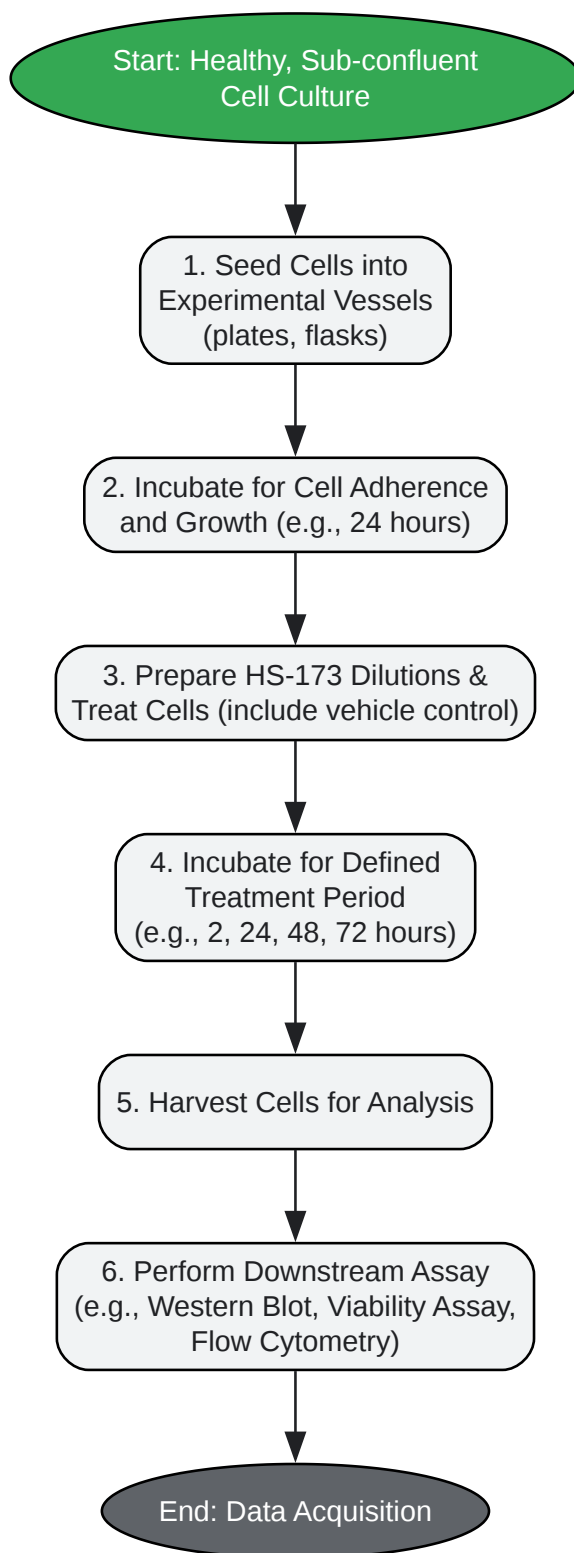 Start: Healthy, Sub-confluent
Cell Culture
1. Seed Cells into
Experimental Vessels
(plates, flasks)
2. Incubate for Cell Adherence
and Growth (e.g., 24 hours)
3. Prepare HS-173 Dilutions &
Treat Cells (include vehicle control)
4. Incubate for Defined
Treatment Period
(e.g., 2, 24, 48, 72 hours)
5. Harvest Cells for Analysis
6. Perform Downstream Assay
(e.g., Western Blot, Viability Assay,
Flow Cytometry)
End: Data Acquisition